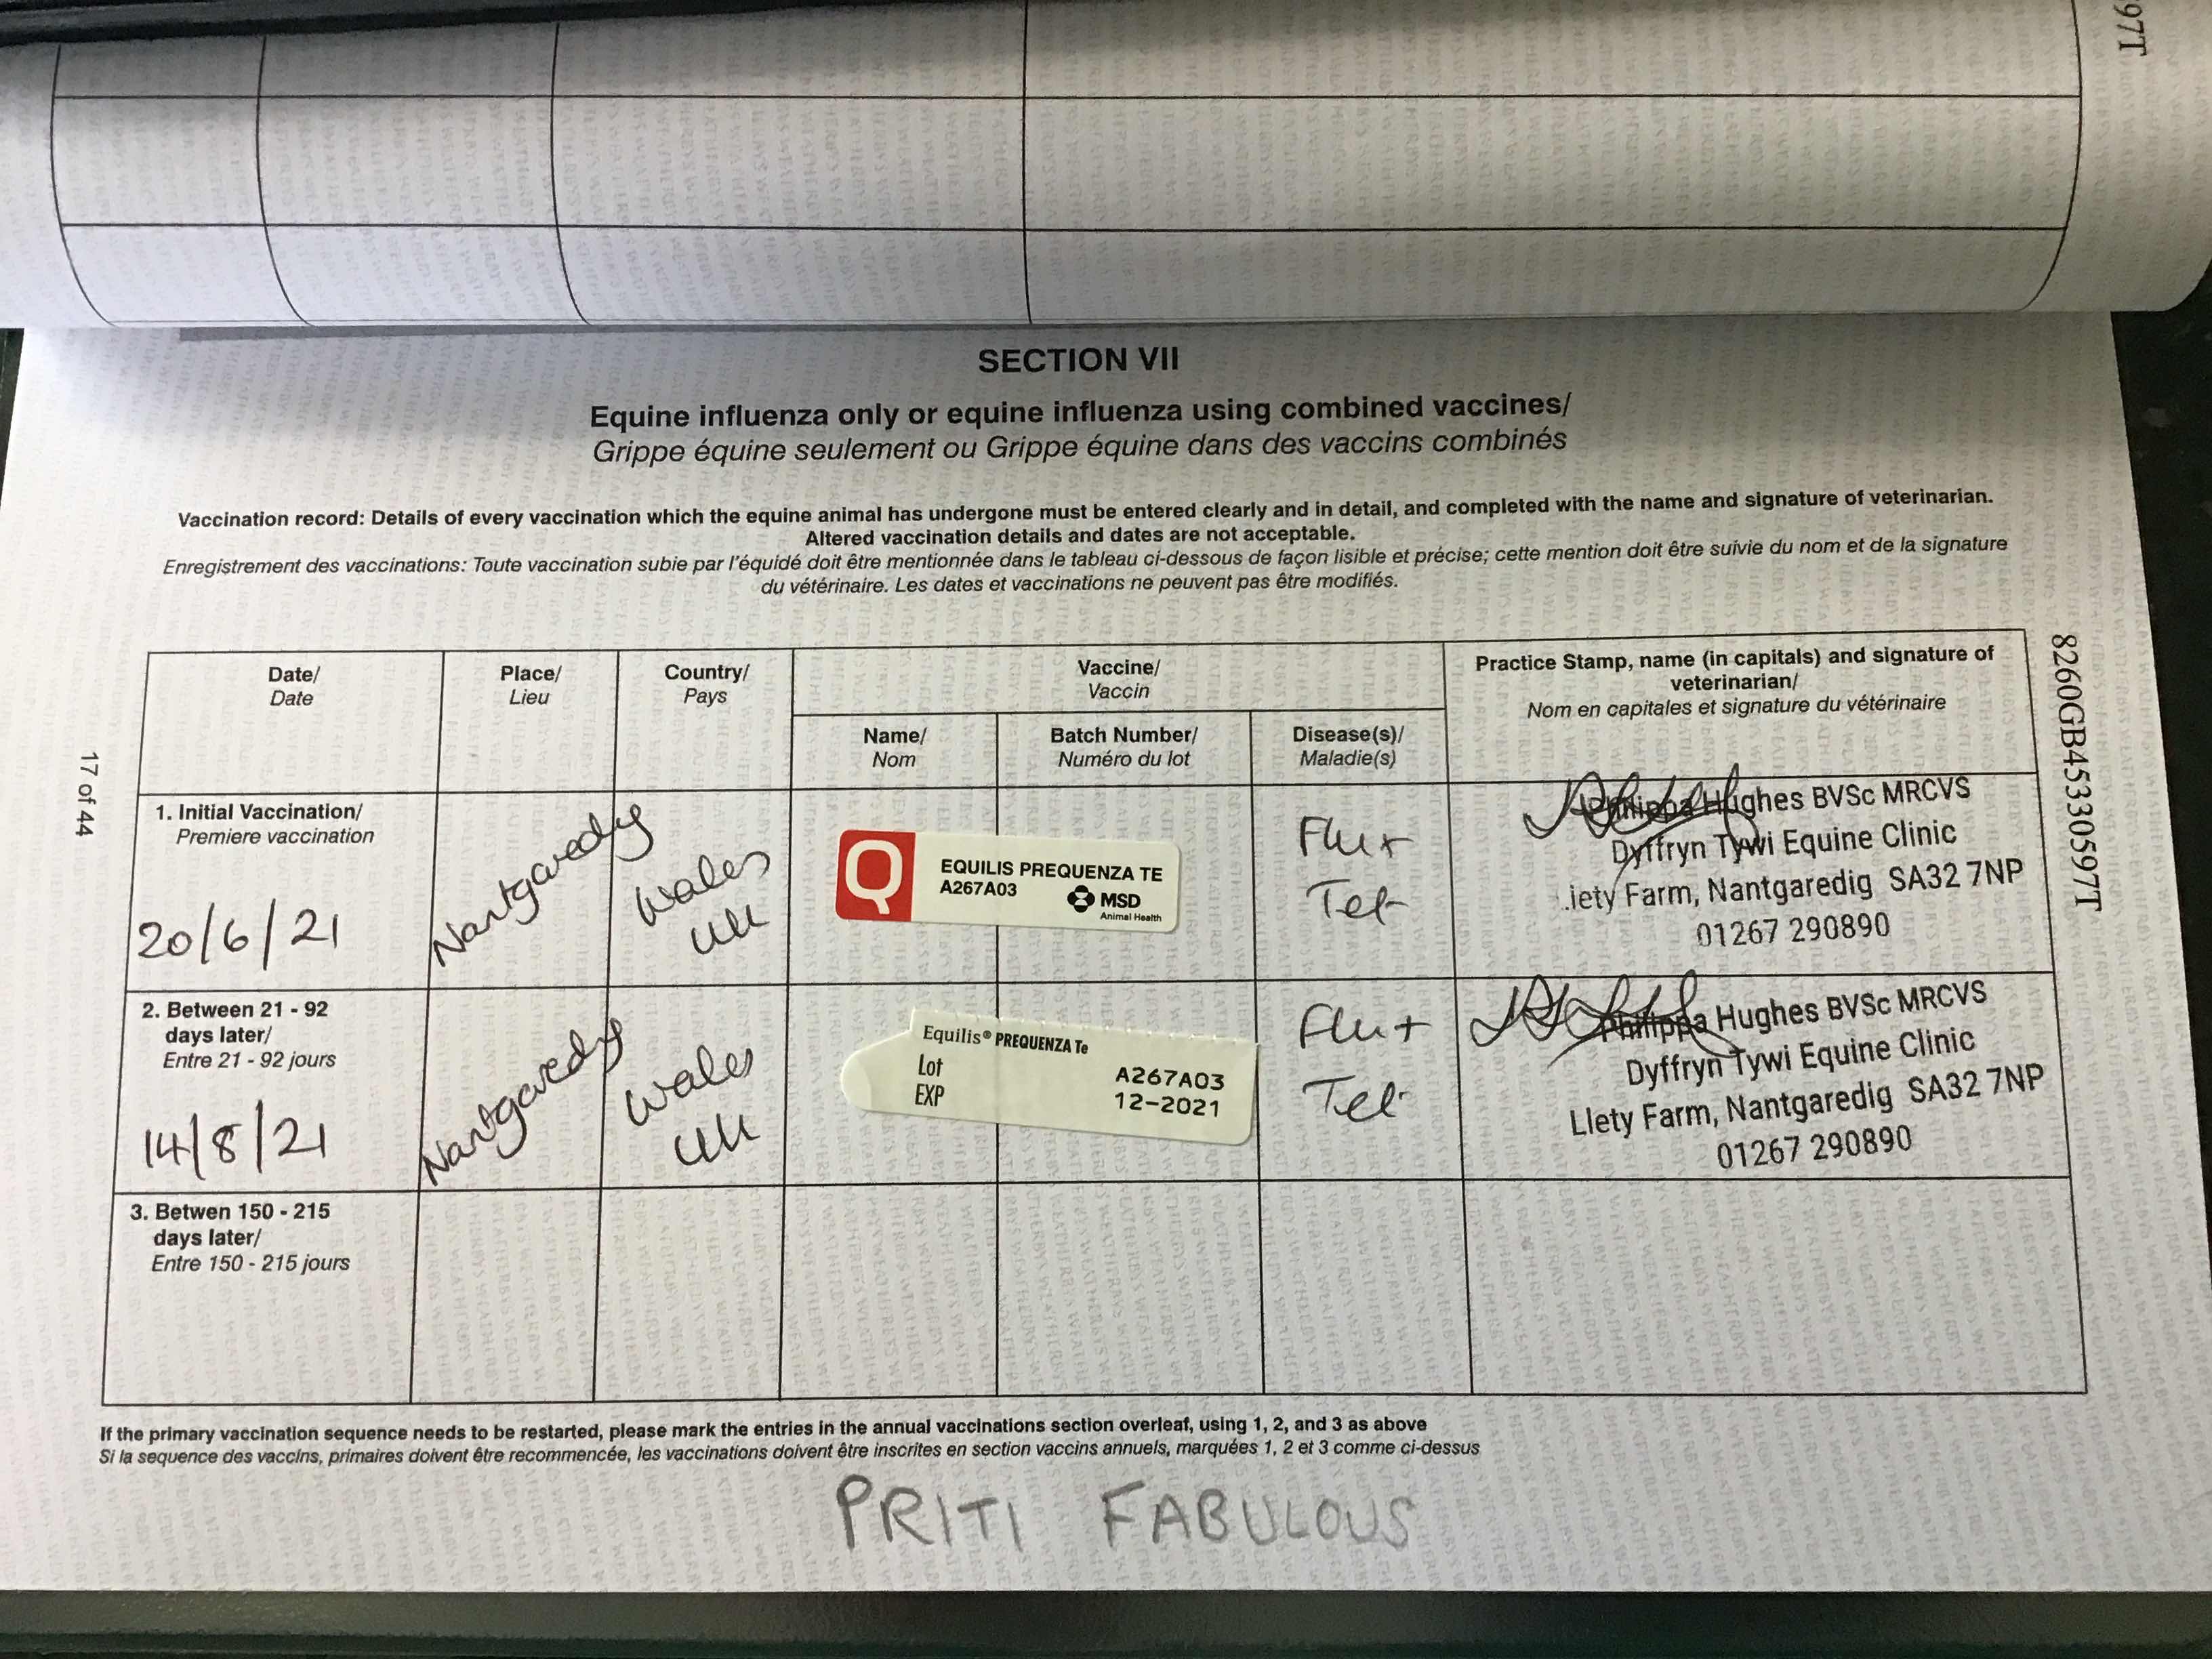 97T
SECTION VII
Equine influenza only or equine influenza using combined vaccines/
Grippe équine seulement ou Grippe équine dans des vaccins combinés
Vaccination record: Details of every vaccination which the equine animal has undergone must be entered clearly and in detail, and completed with the name and signature of veterinarian.
Altered vaccination details and dates are not acceptable.
Enregistrement des vaccinations: Toute vaccination subie par l'équidé doit être mentionnée dans le tableau ci-dessous de façon lisible et précise; cette mention doit être suivie du nom et de la signature
du vétérinaire. Les dates et vaccinations ne peuvent pas être modifiés.
Date/
Date
Place/
Lieu
Country/
Pays
Vaccine/
Vaccin
Name/
Nom
Batch Number/
Numéro du lot
Disease(s)/
Maladie(s)
Practice Stamp, name (in capitals) and signature of
veterinarian/
Nom en capitales et signature du vétérinaire
1. Initial Vaccination/
Premiere vaccination
20/6/21
Nantgaredy
Wales
UK
Q
EQUILIS PREQUENZA TE
A267A03
MSD
Animal Health
Flu+
Tet
Philippa Hughes BVSc MRCVS
Dyffryn Tywi Equine Clinic
.iety Farm, Nantgaredig SA32 7NP
01267 290890
2. Between 21 - 92
days later/
Entre 21 - 92 jours
14/8/21
Nantgaredy
Wales
UK
Equilis® PREQUENZA Te
Lot A267A03
EXP 12-2021
Flu+
Tet
Philippa Hughes BVSc MRCVS
Dyffryn Tywi Equine Clinic
Llety Farm, Nantgaredig SA32 7NP
01267 290890
3. Betwen 150 - 215
days later/
Entre 150 - 215 jours
If the primary vaccination sequence needs to be restarted, please mark the entries in the annual vaccinations section overleaf, using 1, 2, and 3 as above
Si la sequence des vaccins, primaires doivent être recommencée, les vaccinations doivent être inscrites en section vaccins annuels, marquées 1, 2 et 3 comme ci-dessus
PRITI FABULOUS
17 of 44
8260GB45330597T